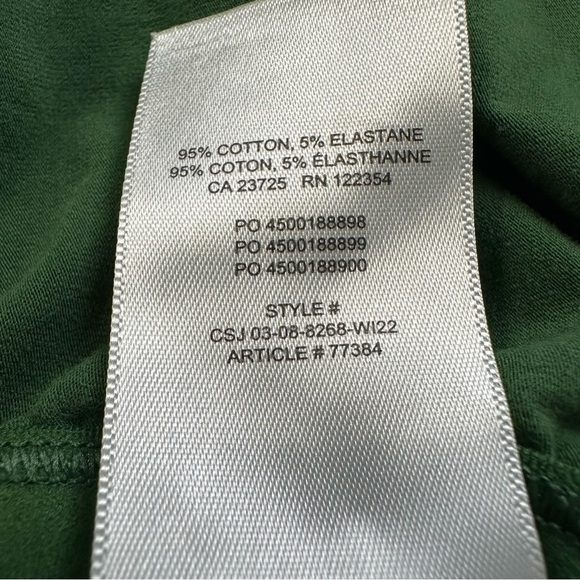 95% COTTON, 5% ELASTANE
95% COTON, 5% ÉLASTHANNE
CA 23725 RN 122354
PO 4500188898
PO 4500188899
PO 4500188900
STYLE #
CSJ 03-08-8268-WI22
ARTICLE # 77384